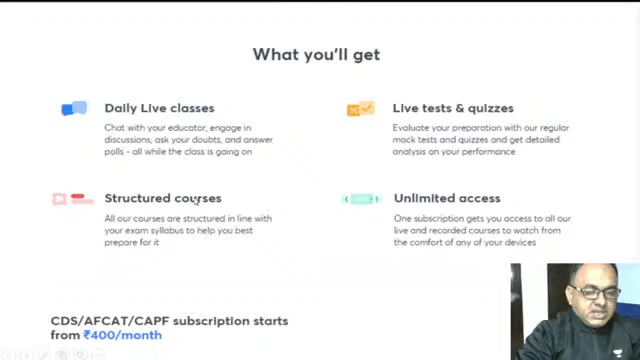 What you'll get
Daily Live classes
Chat with your educator, engage in
discussions, ask your doubts, and answer
polls - all while the class is going on
Live tests & quizzes
Evaluate your preparation with our regular
mock tests and quizzes and get detailed
analysis on your performance
Structured courses
All our courses are structured in line with
your exam syllabus to help you best
prepare for it
Unlimited access
One subscription gets you access to all our
live and recorded courses to watch from
the comfort of any of your devices
CDS/AFCAT/CAPF subscription starts
from ₹400/month